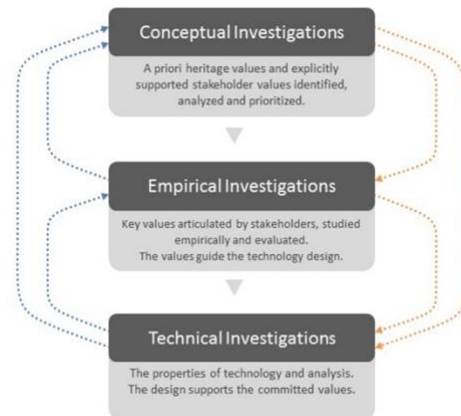 Conceptual Investigations
A priori heritage values and explicitly
supported stakeholder values identified,
analyzed and prioritized.
Empirical Investigations
Key values articulated by stakeholders, studied
empirically and evaluated.
The values guide the technology design.
Technical Investigations
The properties of technology and analysis.
The design supports the committed values.